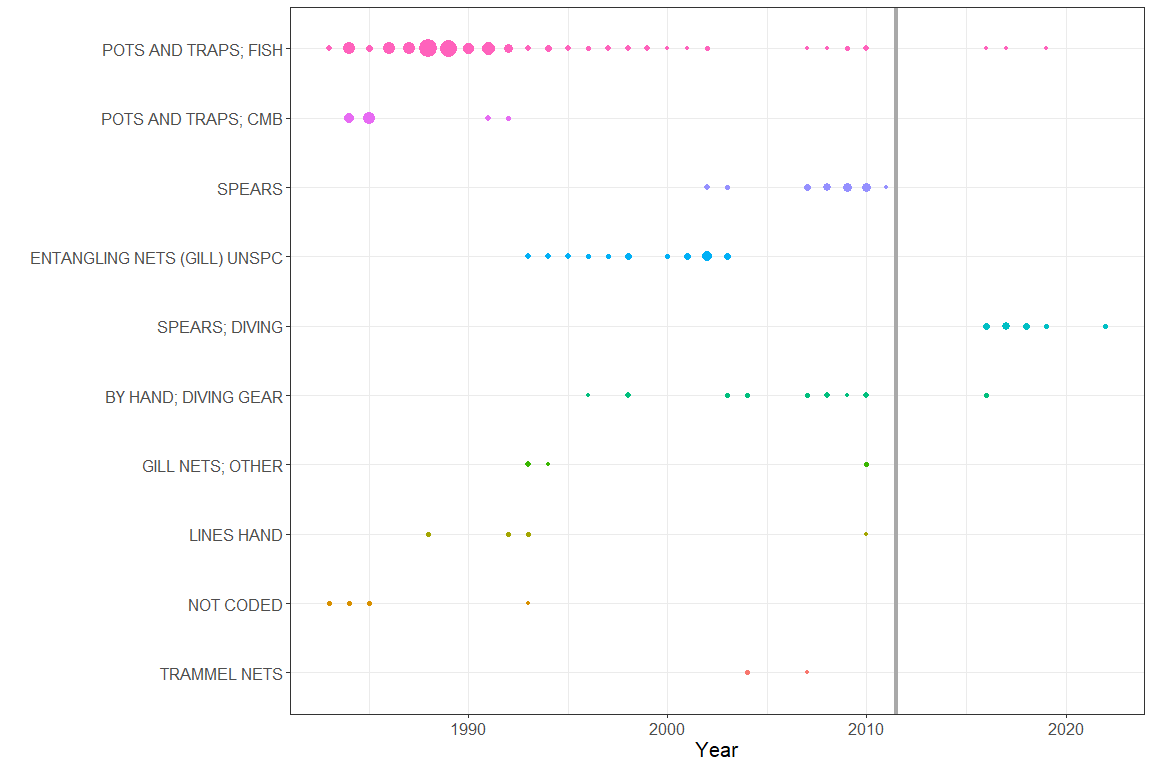 POTS AND TRAPS; FISH
POTS AND TRAPS; CMB
SPEARS
ENTANGLING NETS (GILL) UNSPC
SPEARS; DIVING
BY HAND; DIVING GEAR
GILL NETS; OTHER
LINES HAND
NOT CODED
TRAMMEL NETS
1990 2000 2010 2020
Year